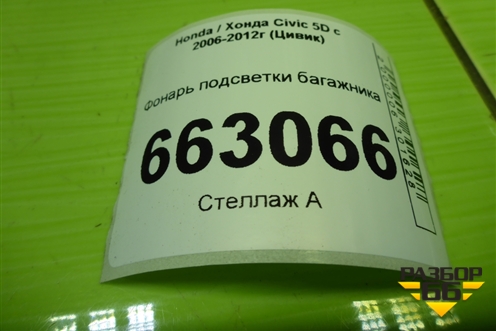 Honda / Хонда Civic 5D с
2006-2012г (Цивик)
Фонарь подсветки багажника
663066
Стеллаж А
РАЗБОР
66